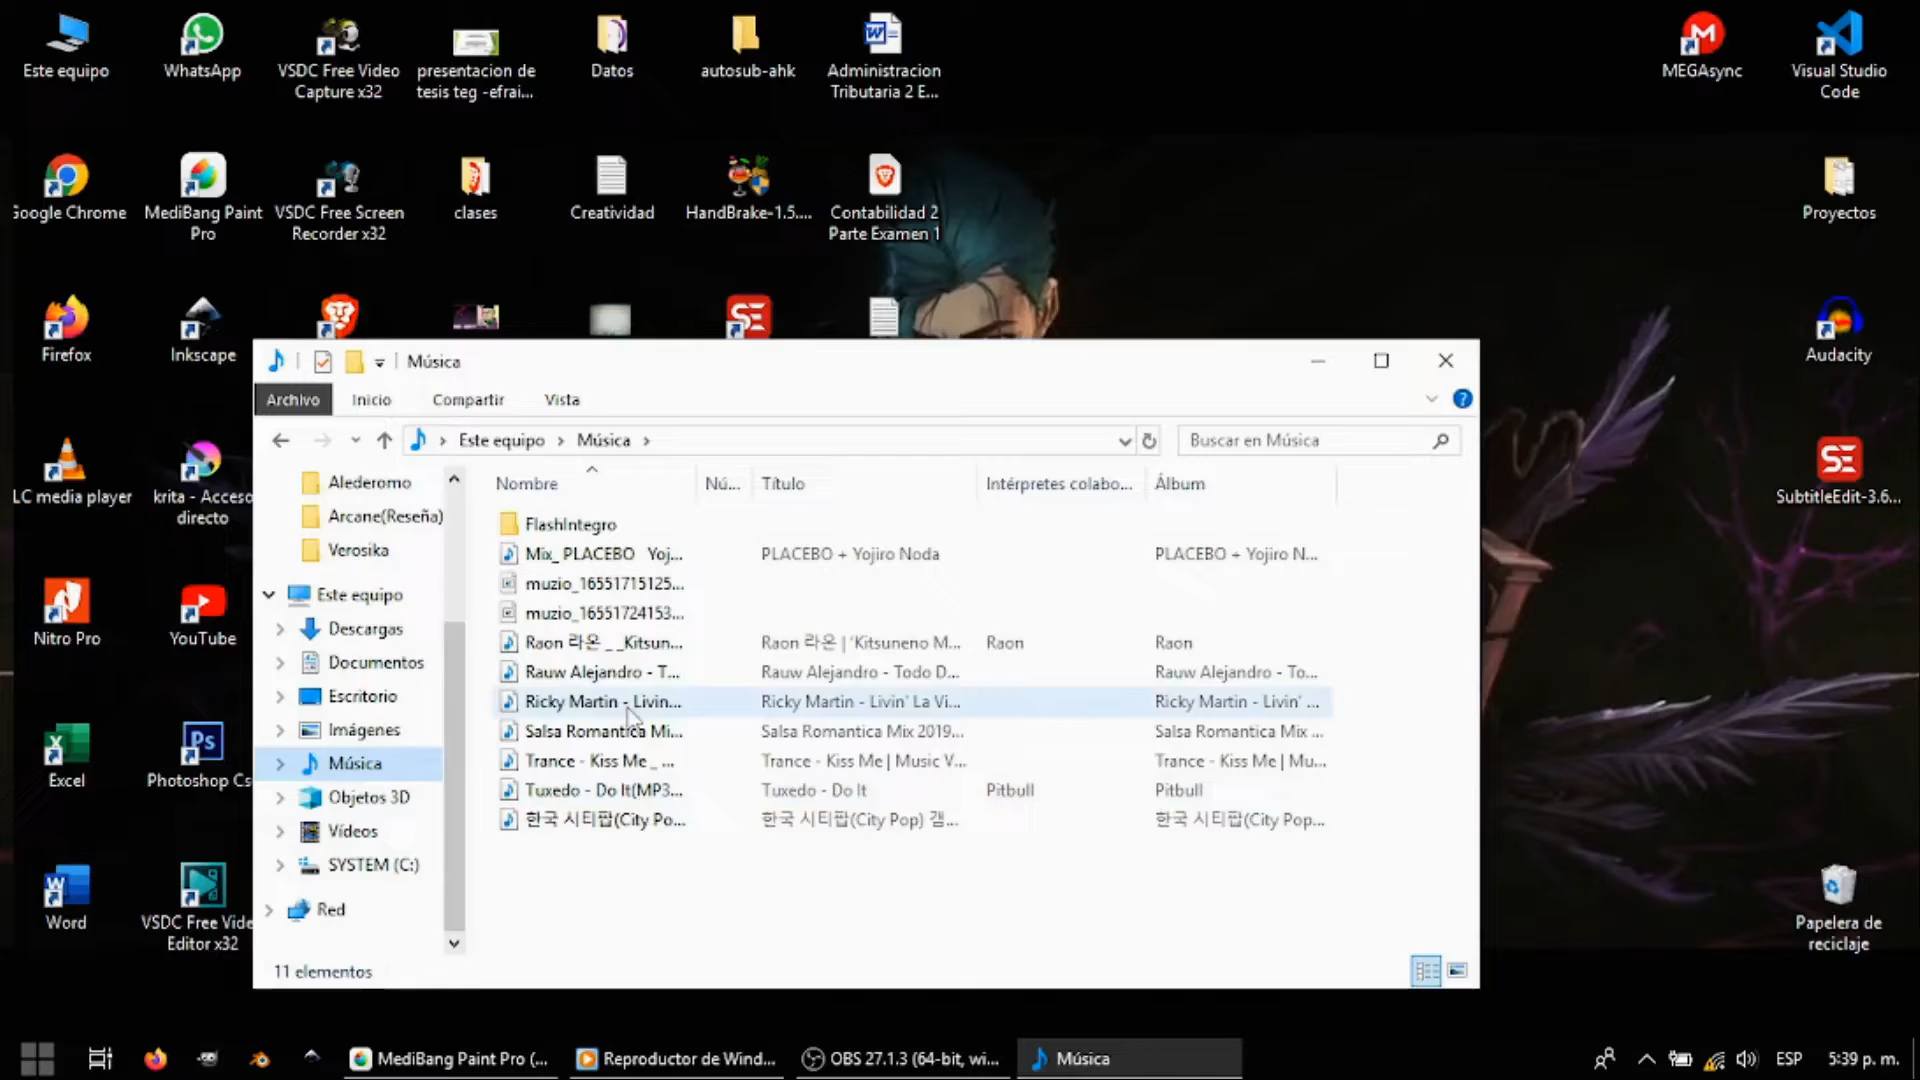 Este equipo
WhatsApp
VSDC Free Video
Capture x32
presentacion de
tesis teg -efrai...
Datos
autosub-ahk
Administracion
Tributaria 2 E...
MEGAsync
Visual Studio
Code
Google Chrome
MediBang Paint
Pro
VSDC Free Screen
Recorder x32
clases
Creatividad
HandBrake-1.5....
Contabilidad 2
Parte Examen 1
Proyectos
Firefox
Inkscape
Audacity
LC media player
krita - Acceso
directo
SubtitleEdit-3.6...
Nitro Pro
YouTube
Excel
Photoshop Cs
Word
VSDC Free Vide
Editor x32
Papelera de
reciclaje
Música
Archivo
Inicio
Compartir
Vista
Este equipo > Música >
Buscar en Música
Alederomo
Arcane(Reseña)
Verosika
Este equipo
Descargas
Documentos
Escritorio
Imágenes
Música
Objetos 3D
Vídeos
SYSTEM (C:)
Red
Nombre Nú... Título Intérpretes colabo... Álbum
FlashIntegro
Mix_ PLACEBO Yoj... PLACEBO + Yojiro Noda PLACEBO + Yojiro N...
muzio_16551715125...
muzio_16551724153...
Raon 라온 _ _Kitsun... Raon 라온 | 'Kitsuneno M... Raon Raon
Rauw Alejandro - T... Rauw Alejandro - Todo D... Rauw Alejandro - To...
Ricky Martin - Livin... Ricky Martin - Livin' La Vi... Ricky Martin - Livin' ...
Salsa Romantica Mi... Salsa Romantica Mix 2019... Salsa Romantica Mix ...
Trance - Kiss Me _ ... Trance - Kiss Me | Music V... Trance - Kiss Me | Mu...
Tuxedo - Do It(MP3... Tuxedo - Do It Pitbull Pitbull
한국 시티팝(City Po... 한국 시티팝(City Pop) 갬... 한국 시티팝(City Pop...
11 elementos
MediBang Paint Pro (...
Reproductor de Wind...
OBS 27.1.3 (64-bit, wi...
Música
ESP
5:39 p. m.